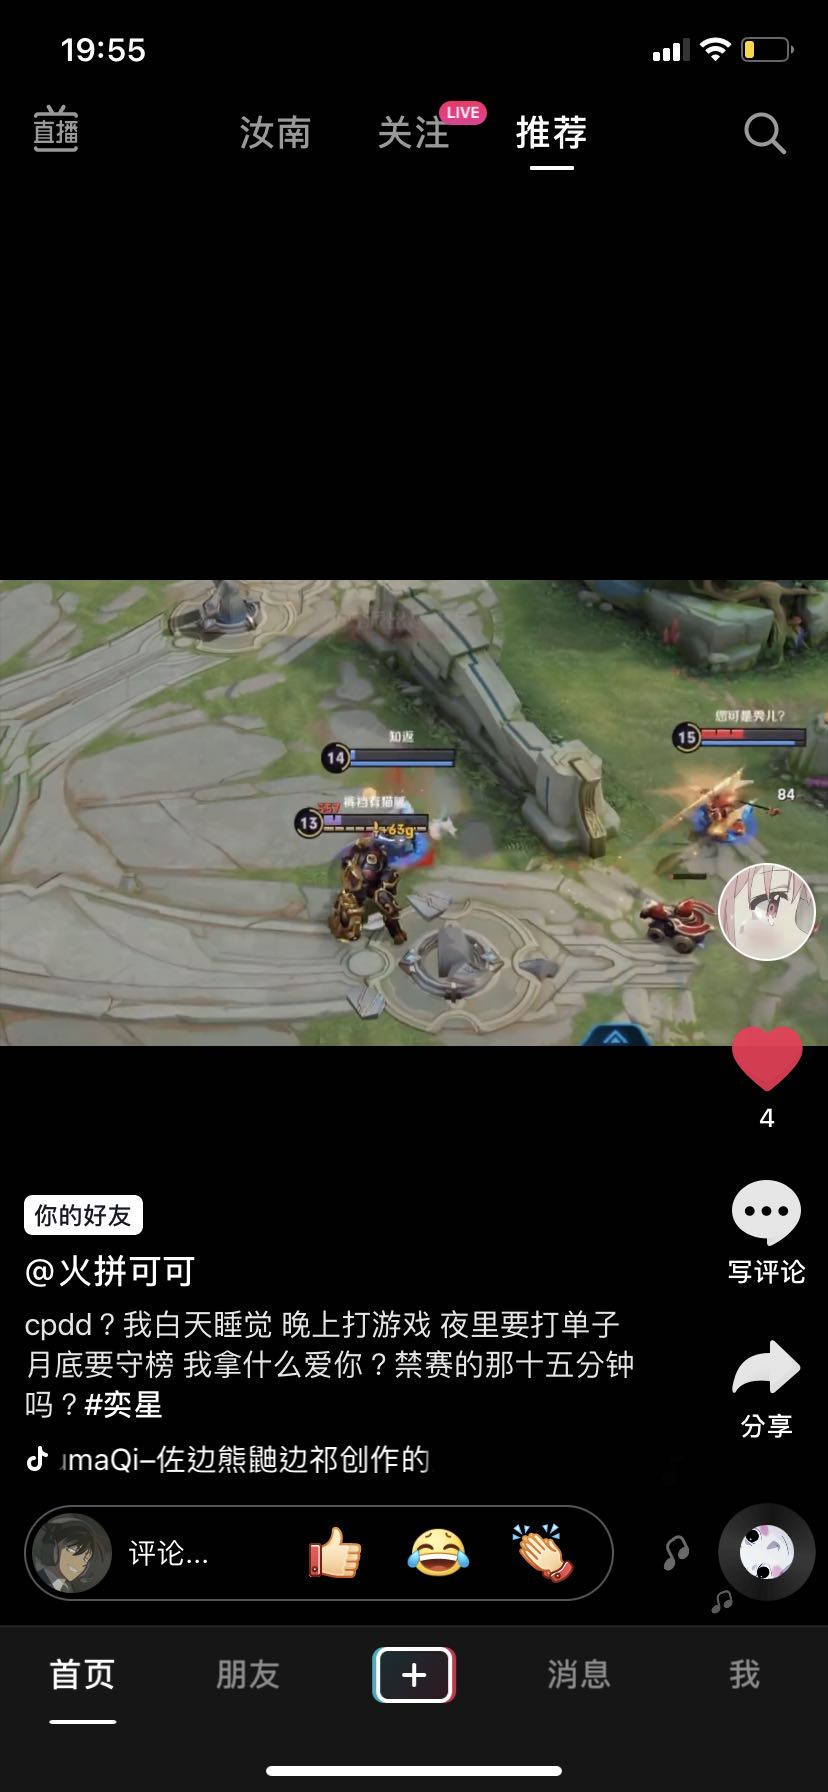 19:55
直播
汝南
关注
LIVE
推荐
知返
14
您可是秀儿?
15
84
裤裆有猫腻
13
+63g
4
你的好友
@火拼可可
写评论
cpdd？我白天睡觉 晚上打游戏 夜里要打单子
月底要守榜 我拿什么爱你？禁赛的那十五分钟
吗？#奕星
分享
maQi–佐边熊鼬边祁创作的
评论...
首页
朋友
消息
我